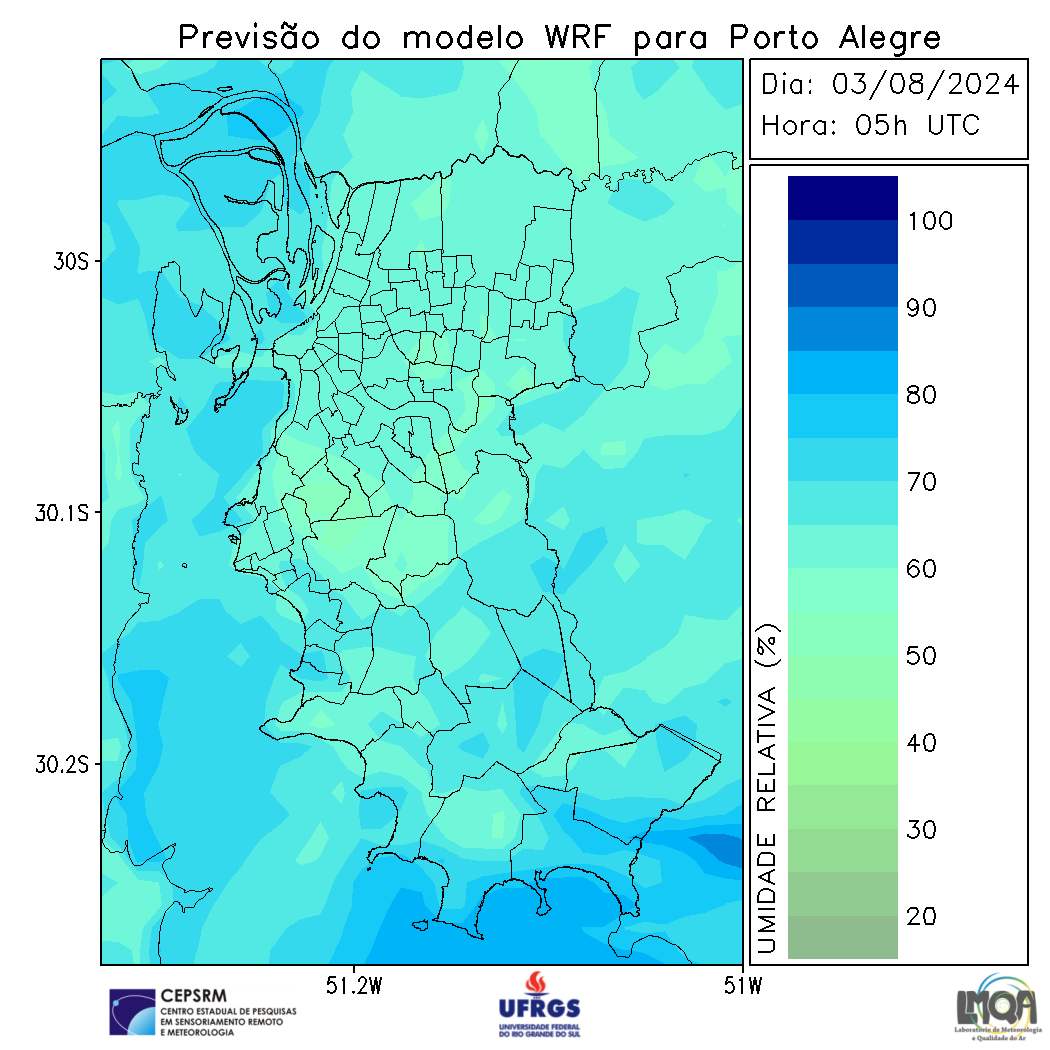 Previsão do modelo WRF para Porto Alegre
Dia: 03/08/2024
Hora: 05h UTC
30S
30.1S
30.2S
51.2W
51W
100
90
80
70
60
50
40
30
20
UMIDADE RELATIVA (%)
CEPSRM
CENTRO ESTADUAL DE PESQUISAS
EM SENSORIAMENTO REMOTO
E METEOROLOGIA
UFRGS
UNIVERSIDADE FEDERAL
DO RIO GRANDE DO SUL
LMQA
Laboratório de Meteorologia
e Qualidade do Ar